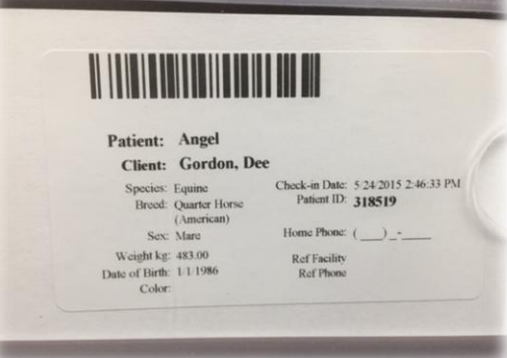 Patient: Angel
Client: Gordon, Dee
Species: Equine
Check-in Date: 5/24/2015 2:46:33 PM
Breed: Quarter Horse (American)
Patient ID: 318519
Sex: Mare
Home Phone: (___)_-____
Weight kg: 483.00
Ref Facility
Date of Birth: 1/1/1986
Ref Phone
Color: